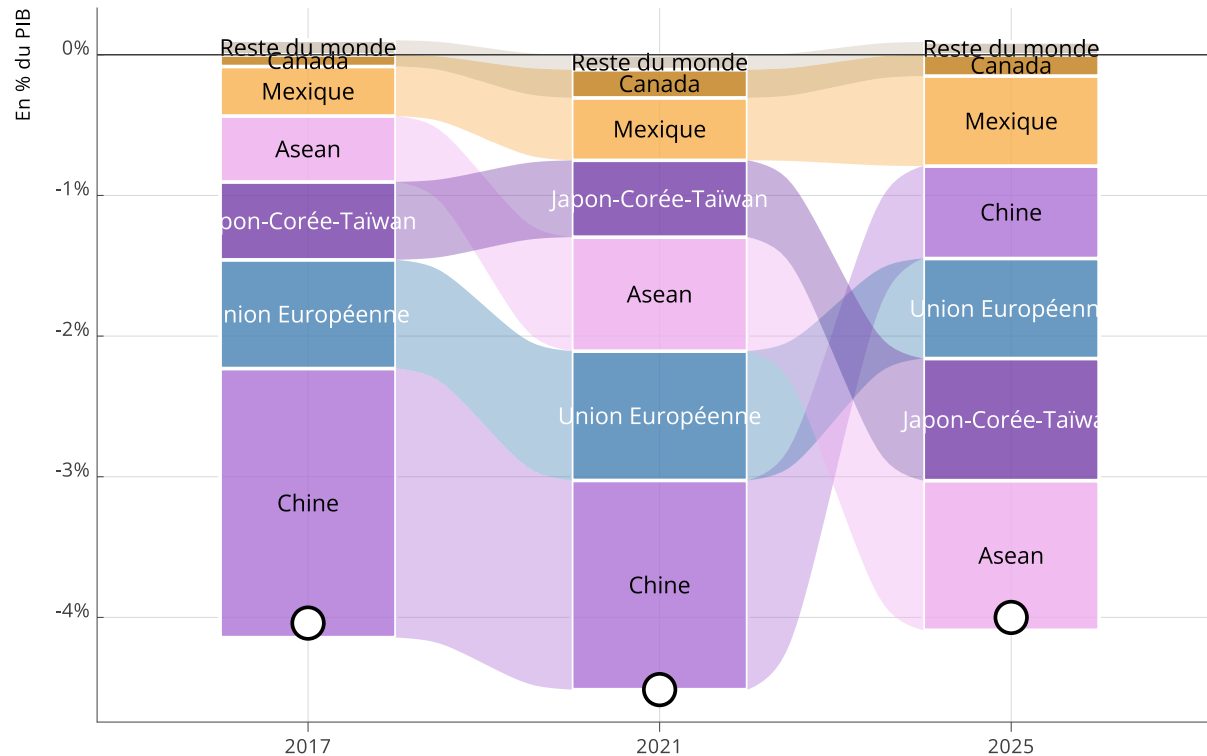 En % du PIB
0%
-1%
-2%
-3%
-4%
Reste du monde
Canada
Mexique
Asean
pon-Corée-Taïwan
nion Européenne
Chine
Reste du monde
Canada
Mexique
Japon-Corée-Taïwan
Asean
Union Européenne
Chine
Reste du monde
Canada
Mexique
Chine
Union Européenn
Japon-Corée-Taïwa
Asean
2017
2021
2025